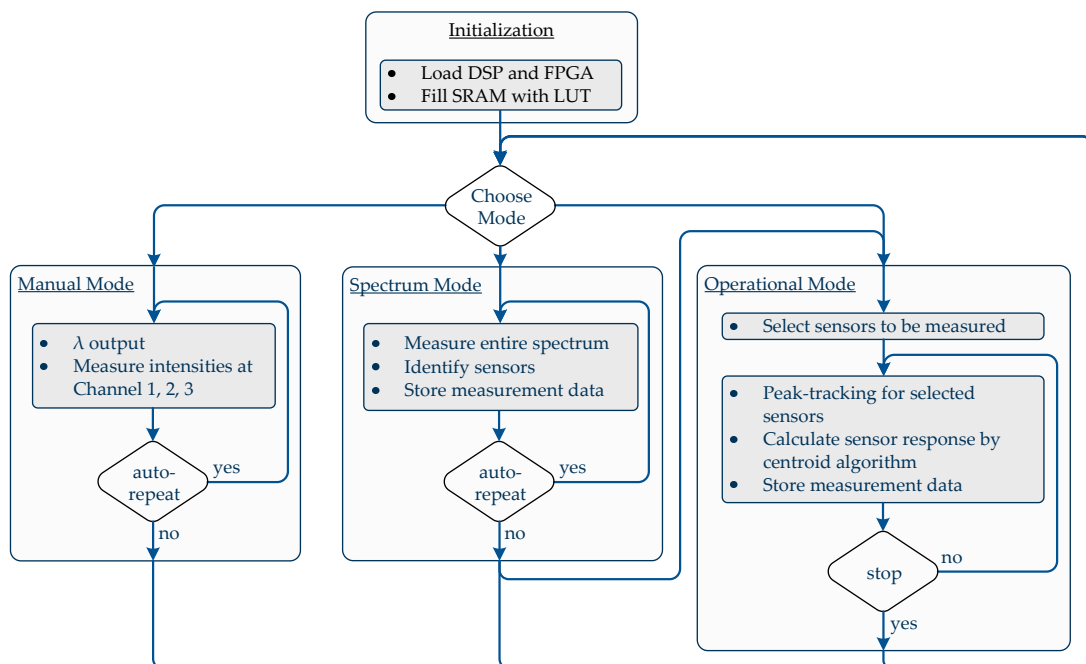 Initialization
• Load DSP and FPGA
• Fill SRAM with LUT
Choose
Mode
Manual Mode
• λ output
• Measure intensities at
Channel 1, 2, 3
auto-
repeat
yes
no
Spectrum Mode
• Measure entire spectrum
• Identify sensors
• Store measurement data
auto-
repeat
yes
no
Operational Mode
• Select sensors to be measured
• Peak-tracking for selected
sensors
• Calculate sensor response by
centroid algorithm
• Store measurement data
stop
no
yes